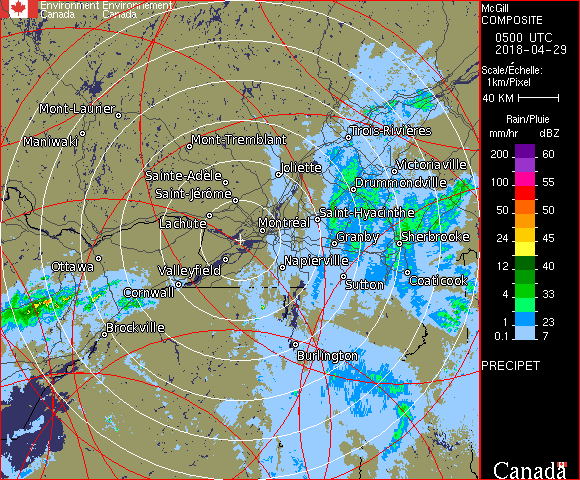 Environment Environnement
Canada Canada
McGill
COMPOSITE
0500 UTC
2018-04-29
Scale/Échelle:
1km/Pixel
40 KM
Rain/Pluie
mm/hr dBZ
200 60
100 55
50 50
24 45
12 40
4 33
1 23
0.1 7
PRECIPET
Canada
Mont-Laurier
Maniwaki
Mont-Tremblant
Trois-Rivières
Sainte-Adèle
Joliette
Victoriaville
Saint-Jérôme
Drummondville
Lachute
Montréal
Saint-Hyacinthe
Granby
Sherbrooke
Ottawa
Valleyfield
Napierville
Cornwall
Sutton
Coaticook
Brockville
Burlington